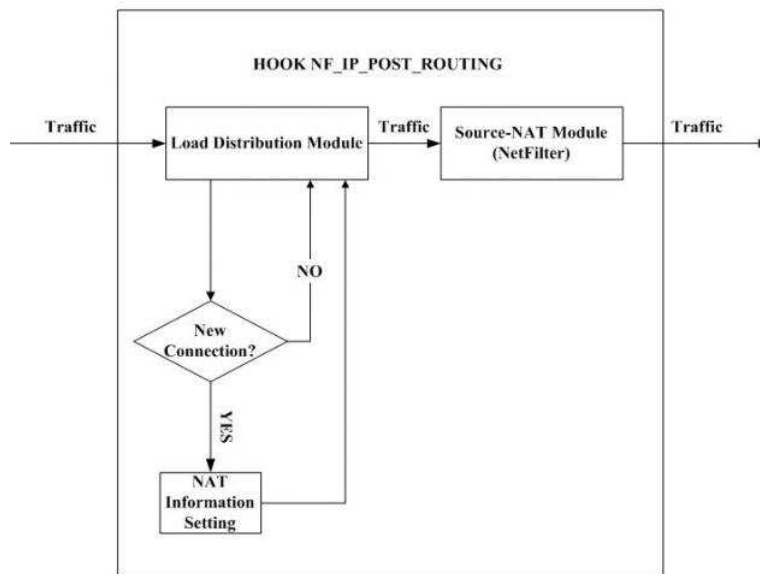 HOOK NF_IP_POST_ROUTING
Traffic
Load Distribution Module
Traffic
Source-NAT Module
(NetFilter)
Traffic
NO
New
Connection?
YES
NAT
Information
Setting